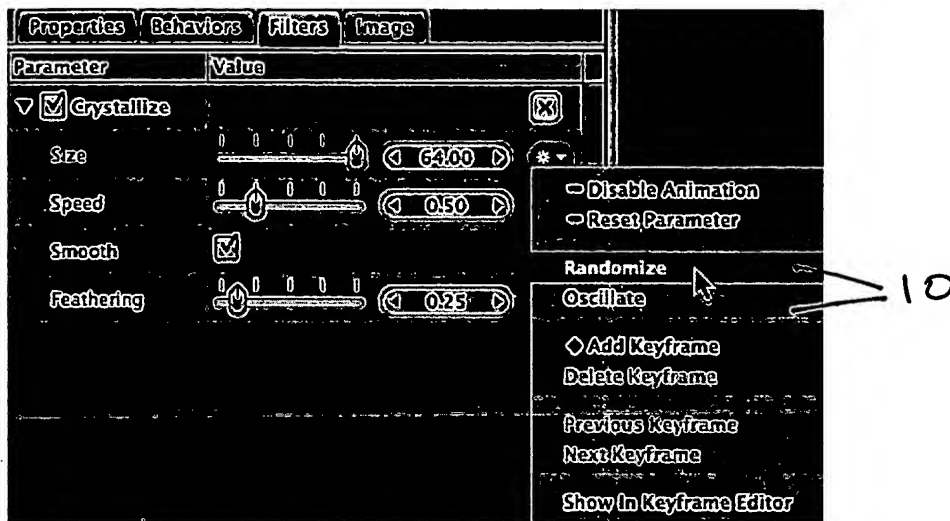 Properties Behaviors Filters Image
Parameter Value
Crystallize
Size 64.00
Speed 0.50
Disable Animation
Reset Parameter
Smooth
Randomize
Feathering 0.25
Oscillate
10
Add Keyframe
Delete Keyframe
Previous Keyframe
Next Keyframe
Show In Keyframe Editor